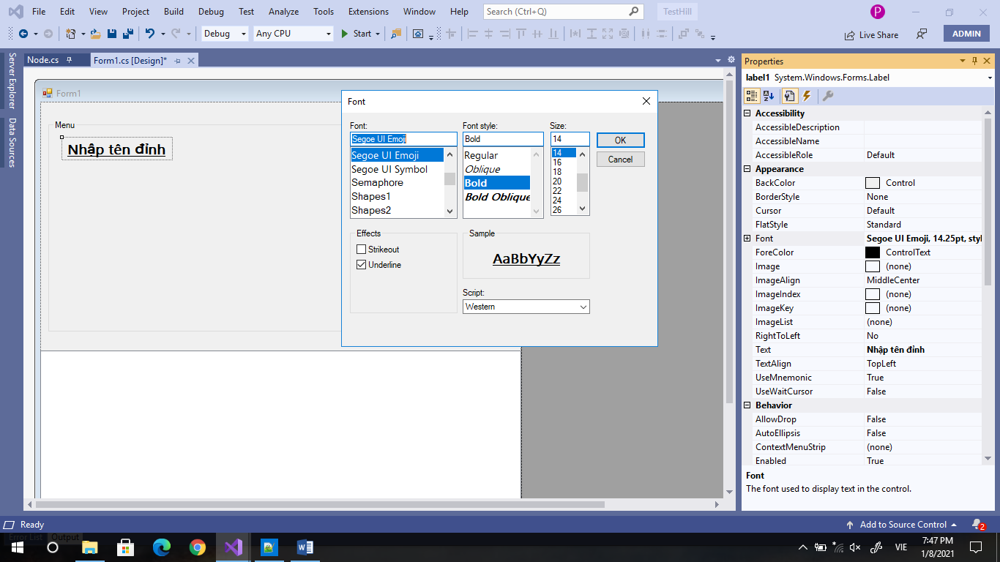 File Edit View Project Build Debug Test Analyze Tools Extensions Window Help Search (Ctrl+Q) TestHill P
Debug Any CPU Start Live Share ADMIN
Server Explorer
Data Sources
Node.cs Form1.cs [Design]*
Form1
Menu
Nhập tên đỉnh
Font
Font: Font style: Size:
Segoe UI Emoji Bold 14 OK
Segoe UI Emoji Regular 14 Cancel
Segoe UI Symbol Oblique 16
Semaphore Bold 18
Shapes1 Bold Oblique 20
Shapes2 22
24
26
Effects Sample
Strikeout
Underline
AaBbYyZz
Script:
Western
Properties
label1 System.Windows.Forms.Label
Accessibility
AccessibleDescription
AccessibleName
AccessibleRole Default
Appearance
BackColor Control
BorderStyle None
Cursor Default
FlatStyle Standard
Font Segoe UI Emoji, 14.25pt, styl
ForeColor ControlText
Image (none)
ImageAlign MiddleCenter
ImageIndex (none)
ImageKey (none)
ImageList (none)
RightToLeft No
Text Nhập tên đỉnh
TextAlign TopLeft
UseMnemonic True
UseWaitCursor False
Behavior
AllowDrop False
AutoEllipsis False
ContextMenuStrip (none)
Enabled True
Font
The font used to display text in the control.
Ready Add to Source Control 2
Error List Output
VIE 7:47 PM
1/8/2021